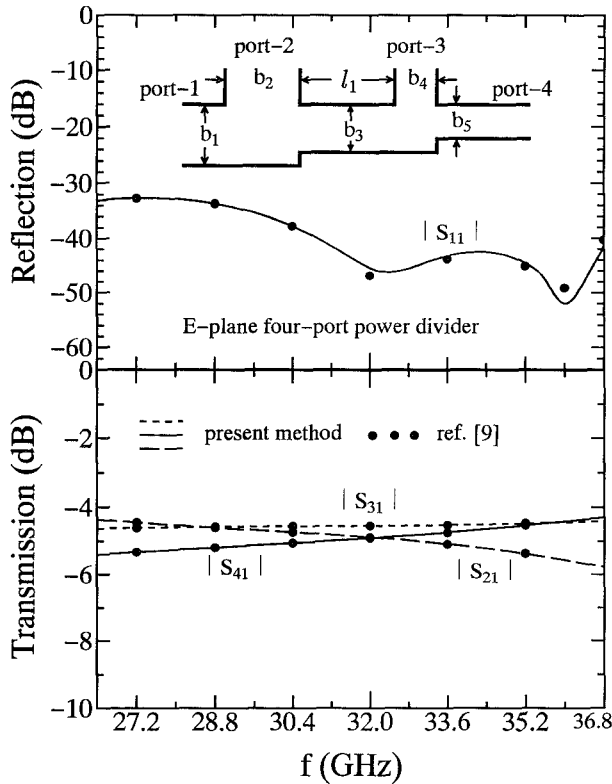 0
−10
−20
−30
−40
−50
−60
Reflection (dB)
port−2
port−3
port−1
b2
l1
b4
port−4
b1
b3
b5
| S11 |
E−plane four−port power divider
0
−2
−4
−6
−8
−10
Transmission (dB)
present method
ref. [9]
| S31 |
| S41 |
| S21 |
27.2
28.8
30.4
32.0
33.6
35.2
36.8
f (GHz)